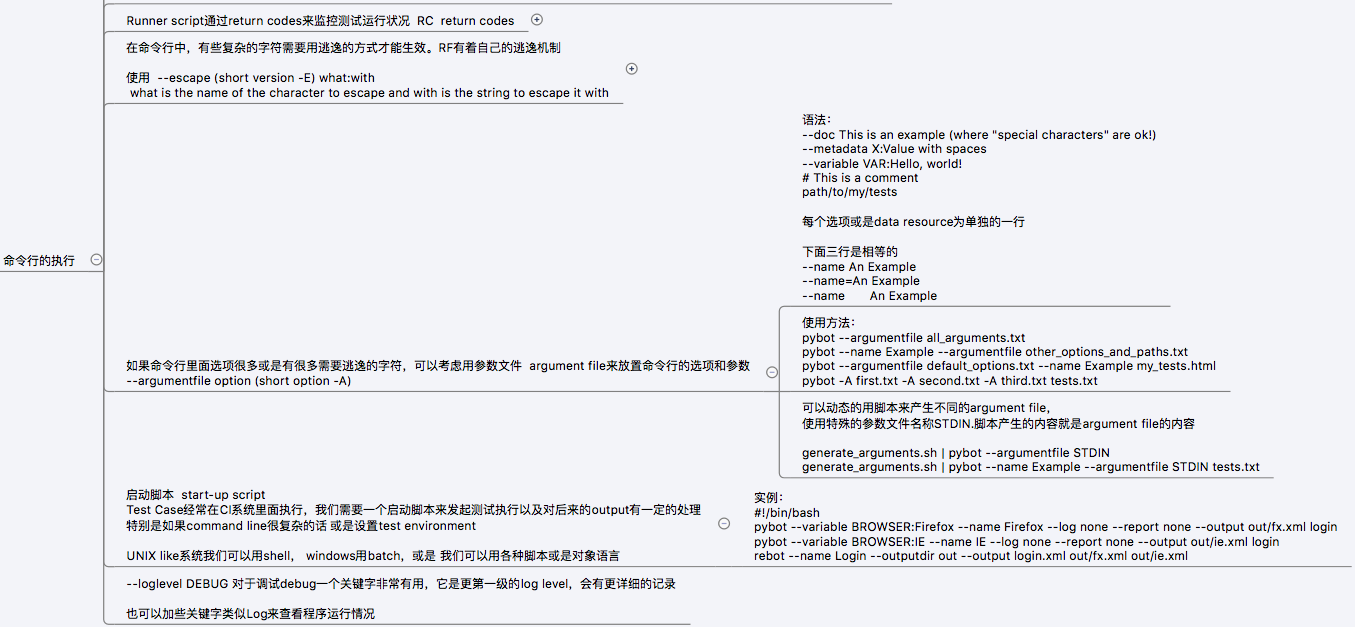 Runner script通过return codes来监控测试运行状况  RC  return codes
在命令行中，有些复杂的字符需要用逃逸的方式才能生效。RF有着自己的逃逸机制
使用  --escape (short version -E) what:with
what is the name of the character to escape and with is the string to escape it with
命令行的执行
如果命令行里面选项很多或是有很多需要逃逸的字符，可以考虑用参数文件  argument file来放置命令行的选项和参数
--argumentfile option (short option -A)
语法：
--doc This is an example (where "special characters" are ok!)
--metadata X:Value with spaces
--variable VAR:Hello, world!
# This is a comment
path/to/my/tests
每个选项或是data resource为单独的一行
下面三行是相等的
--name An Example
--name=An Example
--name       An Example
使用方法：
pybot --argumentfile all_arguments.txt
pybot --name Example --argumentfile other_options_and_paths.txt
pybot --argumentfile default_options.txt --name Example my_tests.html
pybot -A first.txt -A second.txt -A third.txt tests.txt
可以动态的用脚本来产生不同的argument file，
使用特殊的参数文件名称STDIN.脚本产生的内容就是argument file的内容
generate_arguments.sh | pybot --argumentfile STDIN
generate_arguments.sh | pybot --name Example --argumentfile STDIN tests.txt
启动脚本  start-up script
Test Case经常在CI系统里面执行，我们需要一个启动脚本来发起测试执行以及对后来的output有一定的处理
特别是如果command line很复杂的话 或是设置test environment
UNIX like系统我们可以用shell， windows用batch，或是 我们可以用各种脚本或是对象语言
实例：
#!/bin/bash
pybot --variable BROWSER:Firefox --name Firefox --log none --report none --output out/fx.xml login
pybot --variable BROWSER:IE --name IE --log none --report none --output out/ie.xml login
rebot --name Login --outputdir out --output login.xml out/fx.xml out/ie.xml
--loglevel DEBUG 对于调试debug一个关键字非常有用，它是更第一级的log level，会有更详细的记录
也可以加些关键字类似Log来查看程序运行情况